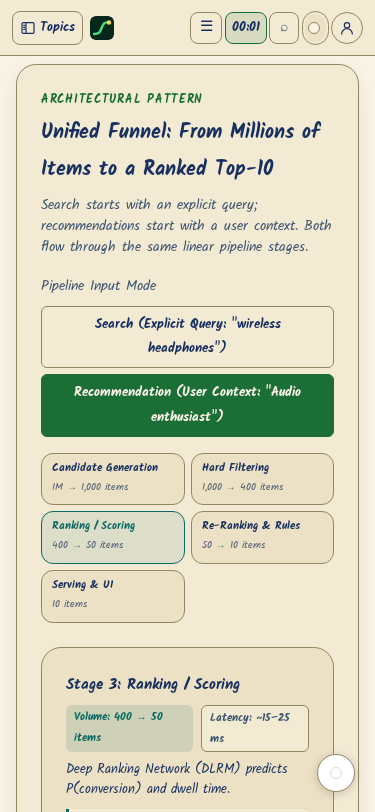 Topics
00:01
ARCHITECTURAL PATTERN
Unified Funnel: From Millions of
Items to a Ranked Top-10
Search starts with an explicit query;
recommendations start with a user context. Both
flow through the same linear pipeline stages.
Pipeline Input Mode
Search (Explicit Query: "wireless
headphones")
Recommendation (User Context: "Audio
enthusiast")
Candidate Generation
1M → 1,000 items
Hard Filtering
1,000 → 400 items
Ranking / Scoring
400 → 50 items
Re-Ranking & Rules
50 → 10 items
Serving & UI
10 items
Stage 3: Ranking / Scoring
Volume: 400 → 50
items
Latency: ~15–25
ms
Deep Ranking Network (DLRM) predicts
P(conversion) and dwell time.